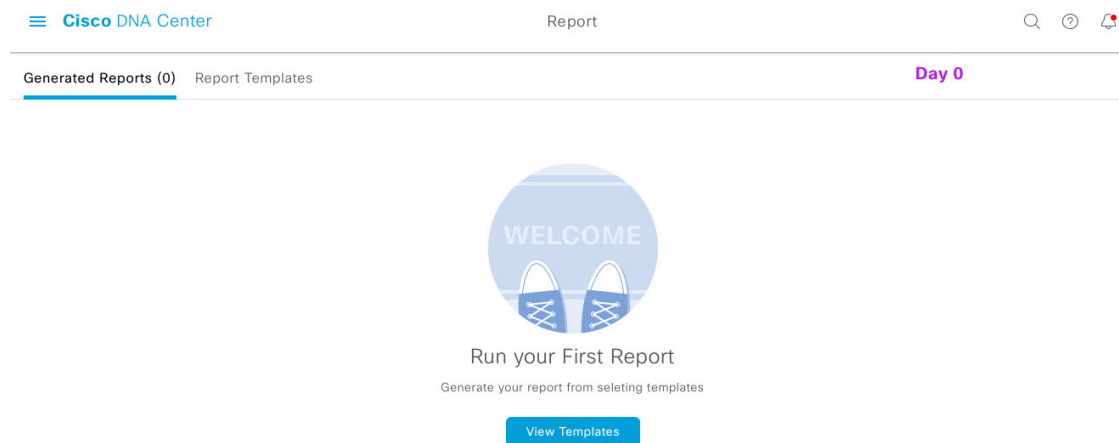 Cisco DNA Center
Report
Generated Reports (0)
Report Templates
Day 0
WELCOME
Run your First Report
Generate your report from seleting templates
View Templates